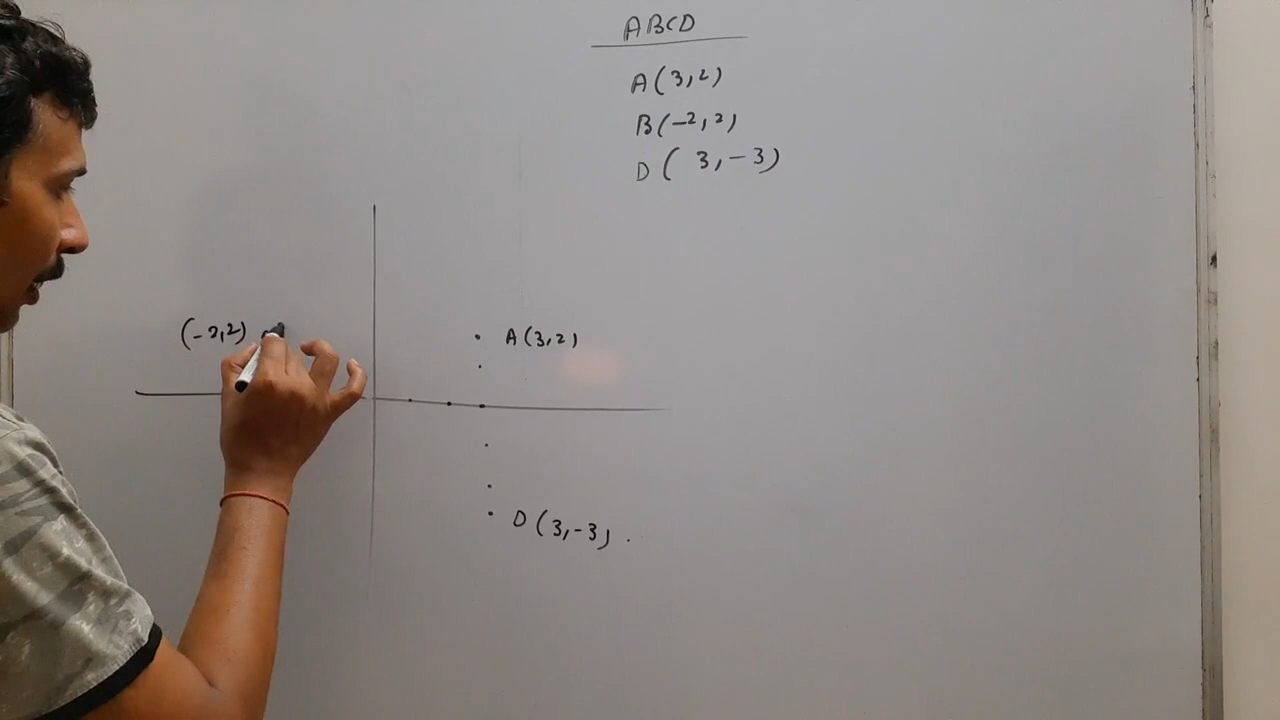 ABCD
A(3,2)
B(-2,2)
D(3,-3)
(-2,2)
A(3,2)
D(3,-3).